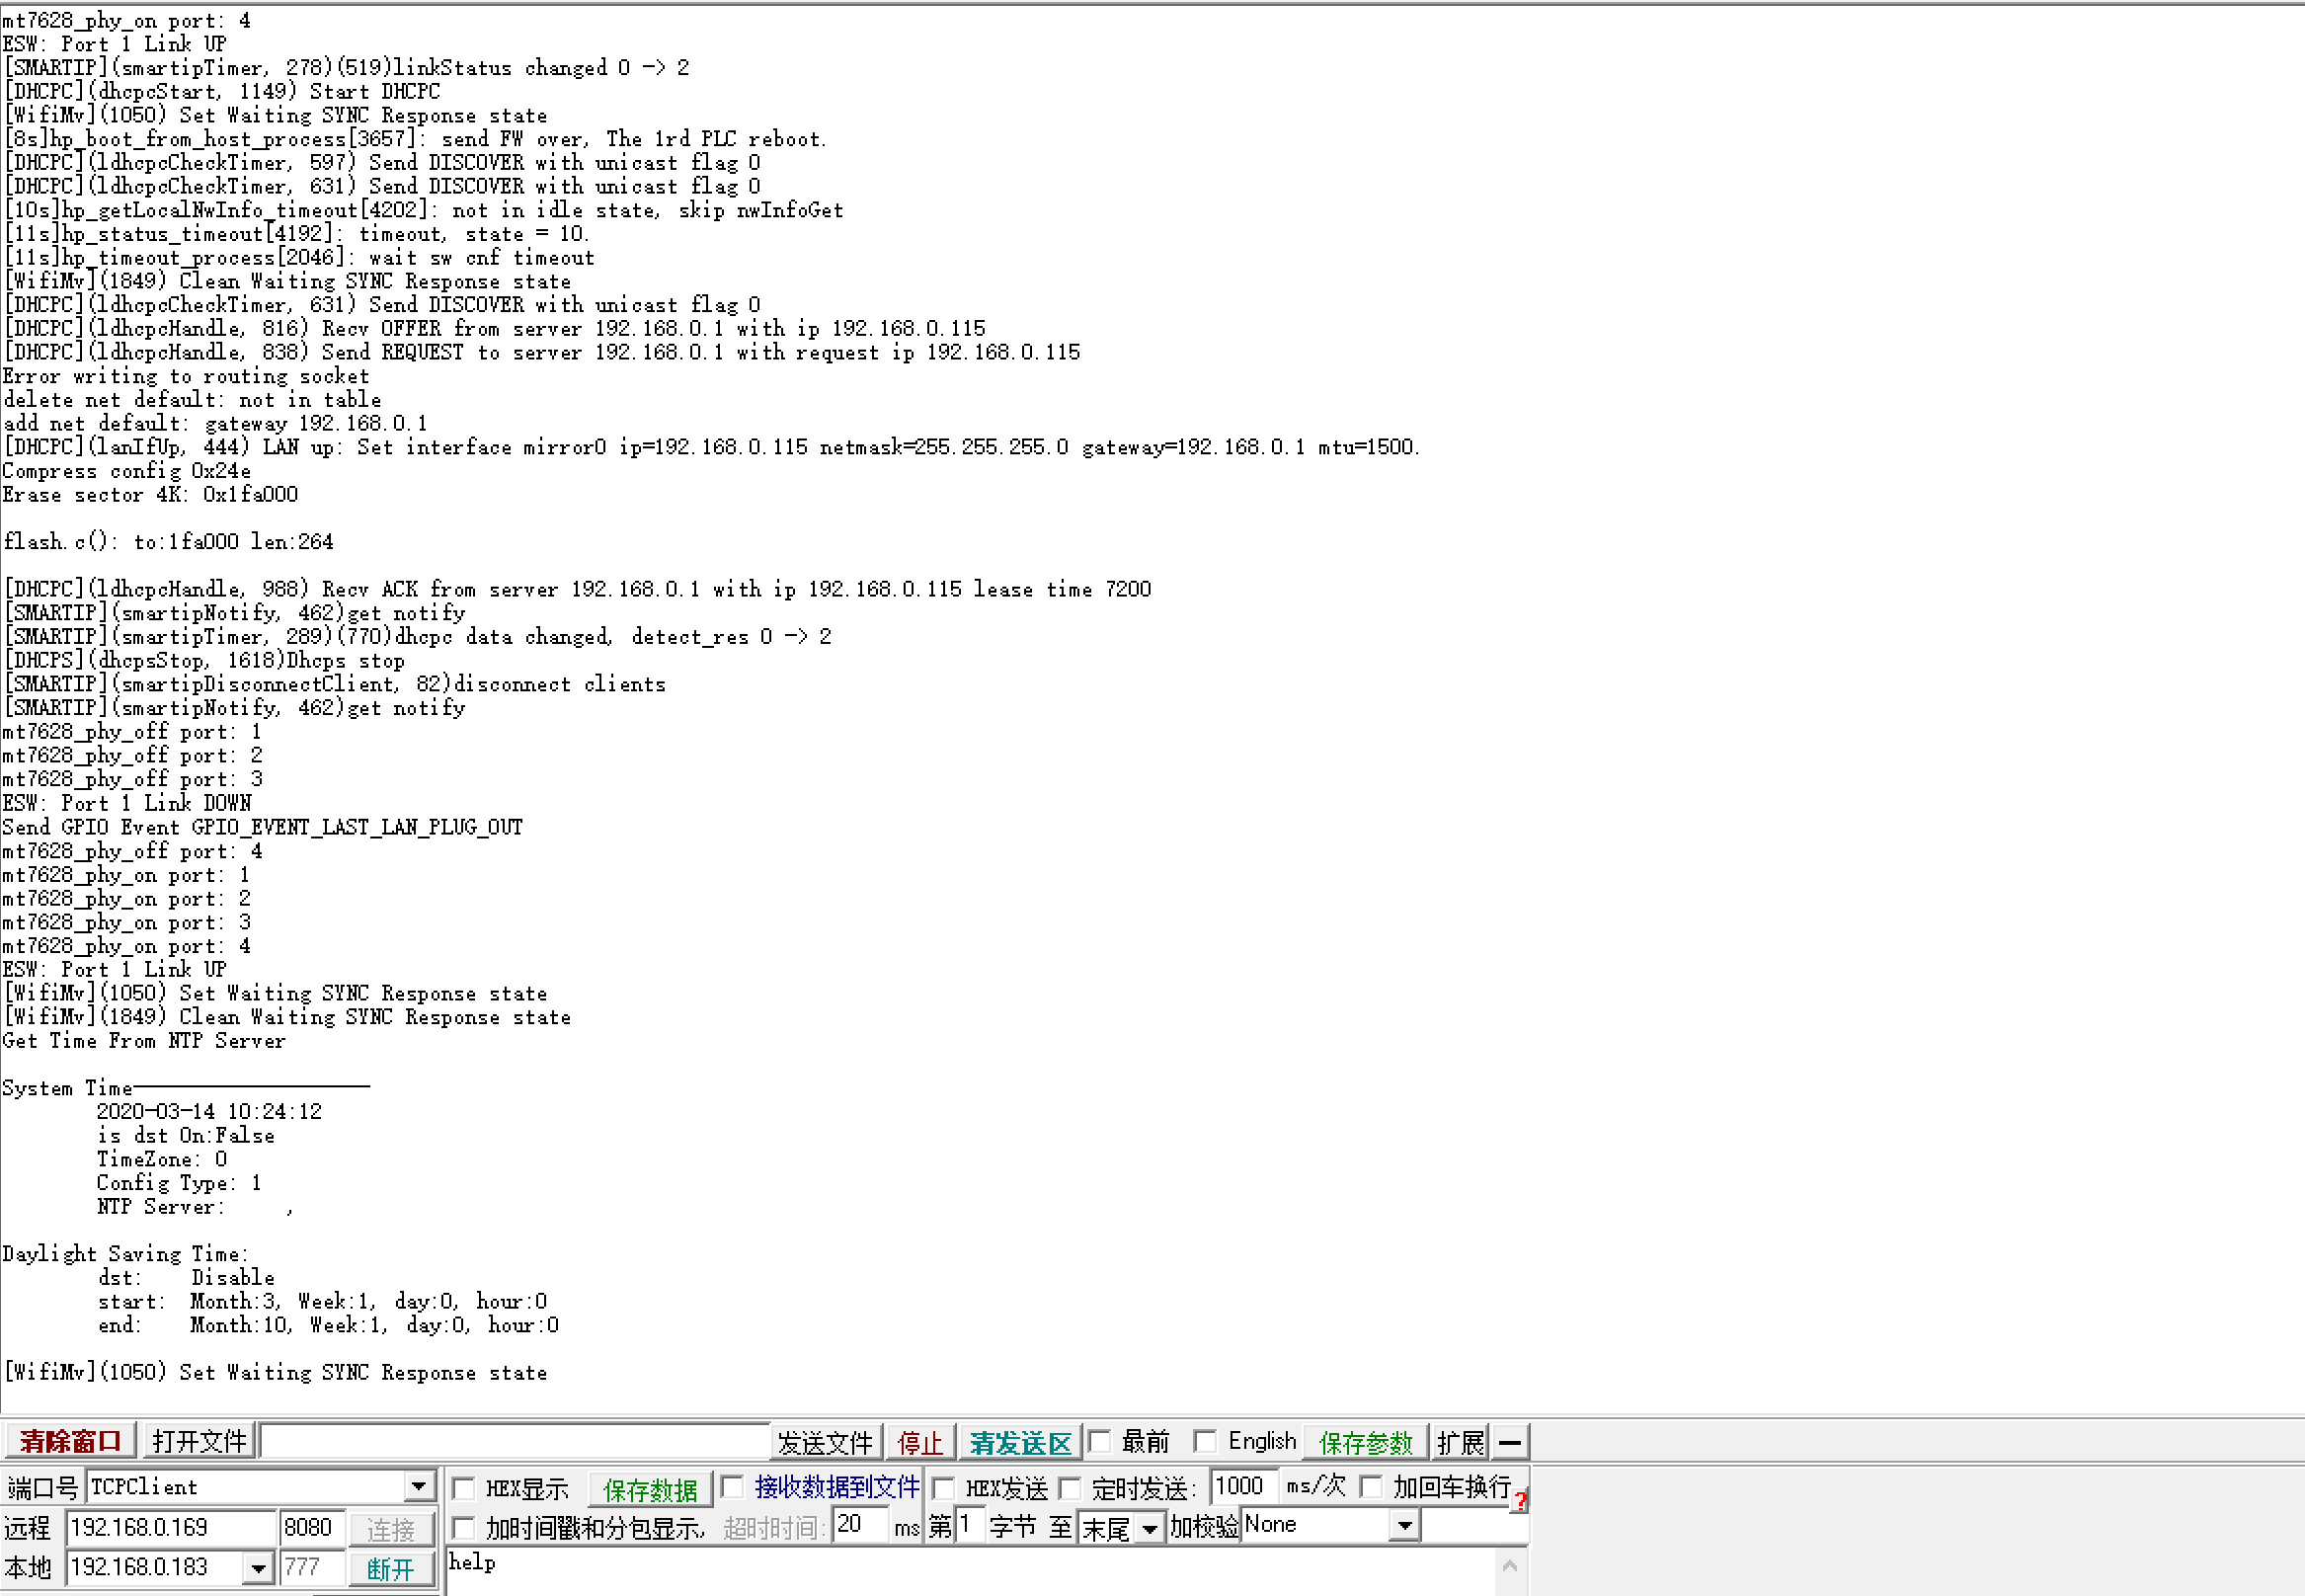 mt7628_phy_on port: 4
ESW: Port 1 Link UP
[SMARTIP](smartipTimer, 278)(519)linkStatus changed 0 -> 2
[DHCPC](dhcpcStart, 1149) Start DHCPC
[WifiMv](1050) Set Waiting SYNC Response state
[8s]hp_boot_from_host_process[3657]: send FW over, The 1rd PLC reboot.
[DHCPC](ldhcpcCheckTimer, 597) Send DISCOVER with unicast flag 0
[DHCPC](ldhcpcCheckTimer, 631) Send DISCOVER with unicast flag 0
[10s]hp_getLocalNwInfo_timeout[4202]: not in idle state, skip nwInfoGet
[11s]hp_status_timeout[4192]: timeout, state = 10.
[11s]hp_timeout_process[2046]: wait sw cnf timeout
[WifiMv](1849) Clean Waiting SYNC Response state
[DHCPC](ldhcpcCheckTimer, 631) Send DISCOVER with unicast flag 0
[DHCPC](ldhcpcHandle, 816) Recv OFFER from server 192.168.0.1 with ip 192.168.0.115
[DHCPC](ldhcpcHandle, 838) Send REQUEST to server 192.168.0.1 with request ip 192.168.0.115
Error writing to routing socket
delete net default: not in table
add net default: gateway 192.168.0.1
[DHCPC](lanIfUp, 444) LAN up: Set interface mirror0 ip=192.168.0.115 netmask=255.255.255.0 gateway=192.168.0.1 mtu=1500.
Compress config 0x24e
Erase sector 4K: 0x1fa000
flash.c(): to:1fa000 len:264
[DHCPC](ldhcpcHandle, 988) Recv ACK from server 192.168.0.1 with ip 192.168.0.115 lease time 7200
[SMARTIP](smartipNotify, 462)get notify
[SMARTIP](smartipTimer, 289)(770)dhcpc data changed, detect_res 0 -> 2
[DHCPS](dhcpsStop, 1618)Dhcps stop
[SMARTIP](smartipDisconnectClient, 82)disconnect clients
[SMARTIP](smartipNotify, 462)get notify
mt7628_phy_off port: 1
mt7628_phy_off port: 2
mt7628_phy_off port: 3
ESW: Port 1 Link DOWN
Send GPIO Event GPIO_EVENT_LAST_LAN_PLUG_OUT
mt7628_phy_off port: 4
mt7628_phy_on port: 1
mt7628_phy_on port: 2
mt7628_phy_on port: 3
mt7628_phy_on port: 4
ESW: Port 1 Link UP
[WifiMv](1050) Set Waiting SYNC Response state
[WifiMv](1849) Clean Waiting SYNC Response state
Get Time From NTP Server
System Time--------------------
2020-03-14 10:24:12
is dst On:False
TimeZone: 0
Config Type: 1
NTP Server: ,
Daylight Saving Time:
dst: Disable
start: Month:3, Week:1, day:0, hour:0
end: Month:10, Week:1, day:0, hour:0
[WifiMv](1050) Set Waiting SYNC Response state
清除窗口 打开文件 发送文件 停止 清发送区 最前 English 保存参数 扩展 —
端口号 TCPClient HEX显示 保存数据 接收数据到文件 HEX发送 定时发送: 1000 ms/次 加回车换行 ?
远程 192.168.0.169 8080 连接 加时间戳和分包显示, 超时时间: 20 ms 第 1 字节 至 末尾 加校验 None
本地 192.168.0.183 777 断开 help